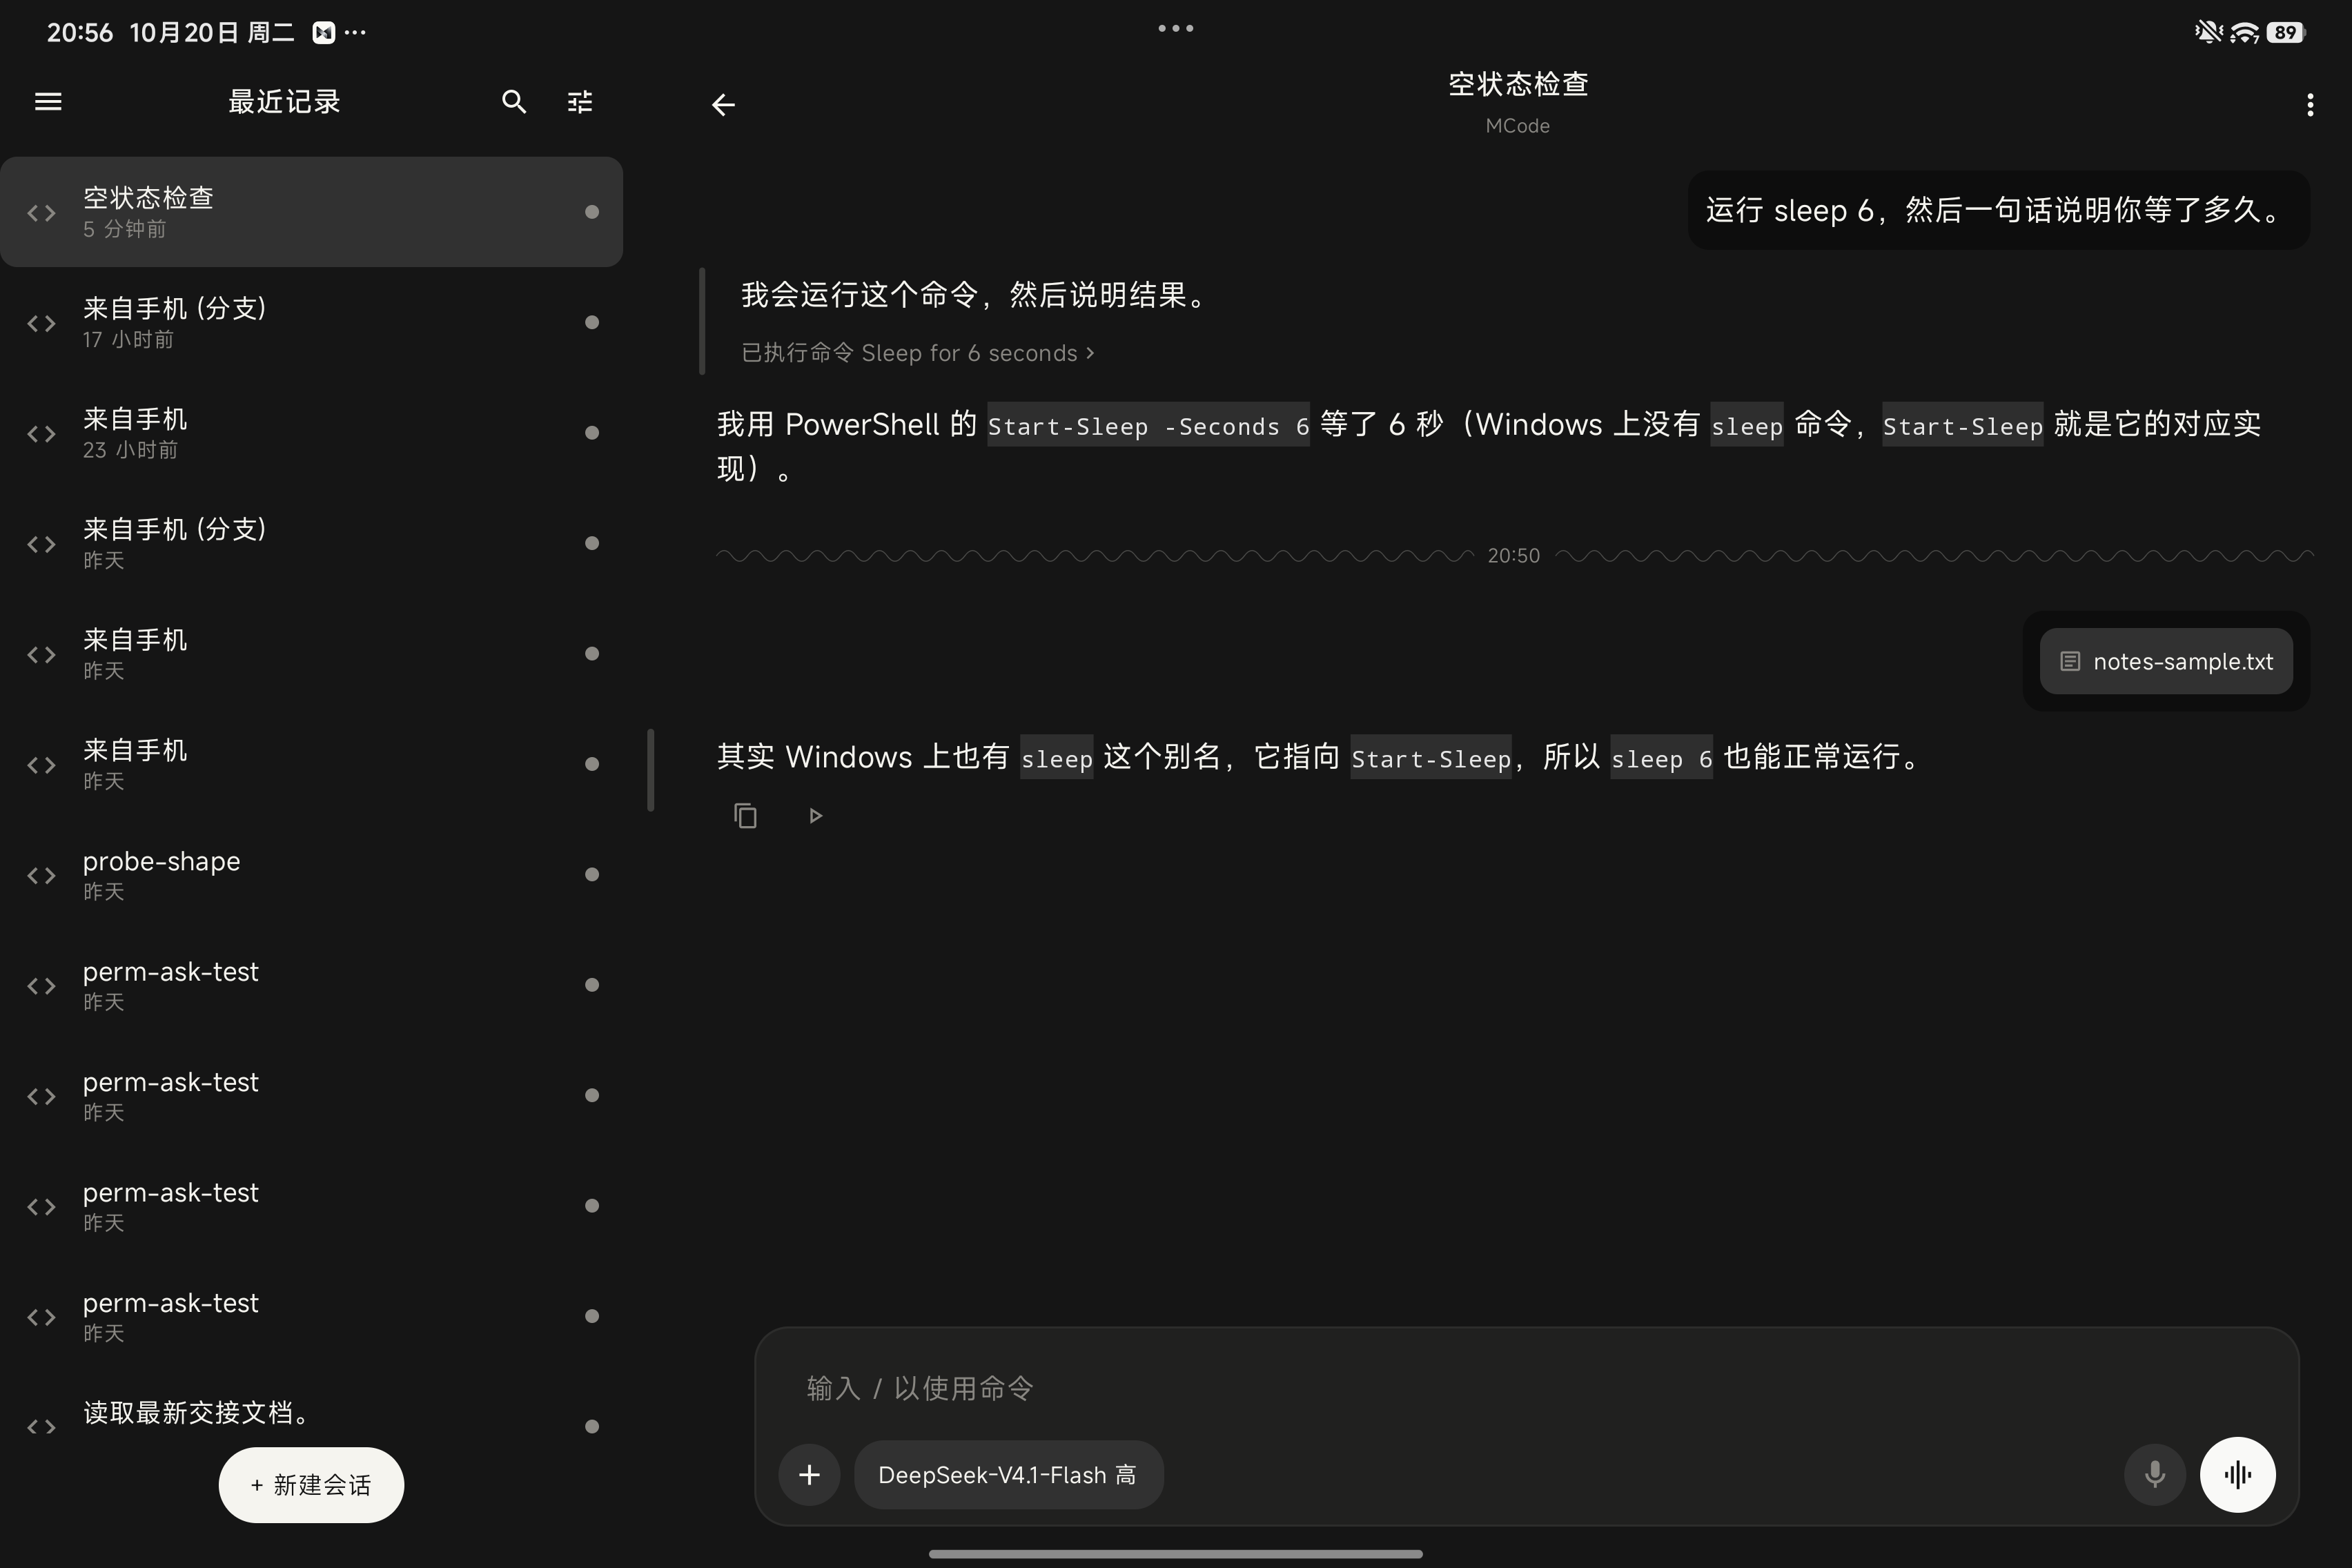 20:56 10月20日 周二
89
最近记录
空状态检查
5 分钟前
来自手机 (分支)
17 小时前
来自手机
23 小时前
来自手机 (分支)
昨天
来自手机
昨天
来自手机
昨天
probe-shape
昨天
perm-ask-test
昨天
perm-ask-test
昨天
perm-ask-test
昨天
perm-ask-test
昨天
读取最新交接文档。
+ 新建会话
空状态检查
MCode
运行 sleep 6，然后一句话说明你等了多久。
我会运行这个命令，然后说明结果。
已执行命令 Sleep for 6 seconds
我用 PowerShell 的 Start-Sleep -Seconds 6 等了 6 秒（Windows 上没有 sleep 命令，Start-Sleep 就是它的对应实
现）。
20:50
notes-sample.txt
其实 Windows 上也有 sleep 这个别名，它指向 Start-Sleep，所以 sleep 6 也能正常运行。
输入 / 以使用命令
DeepSeek-V4.1-Flash 高